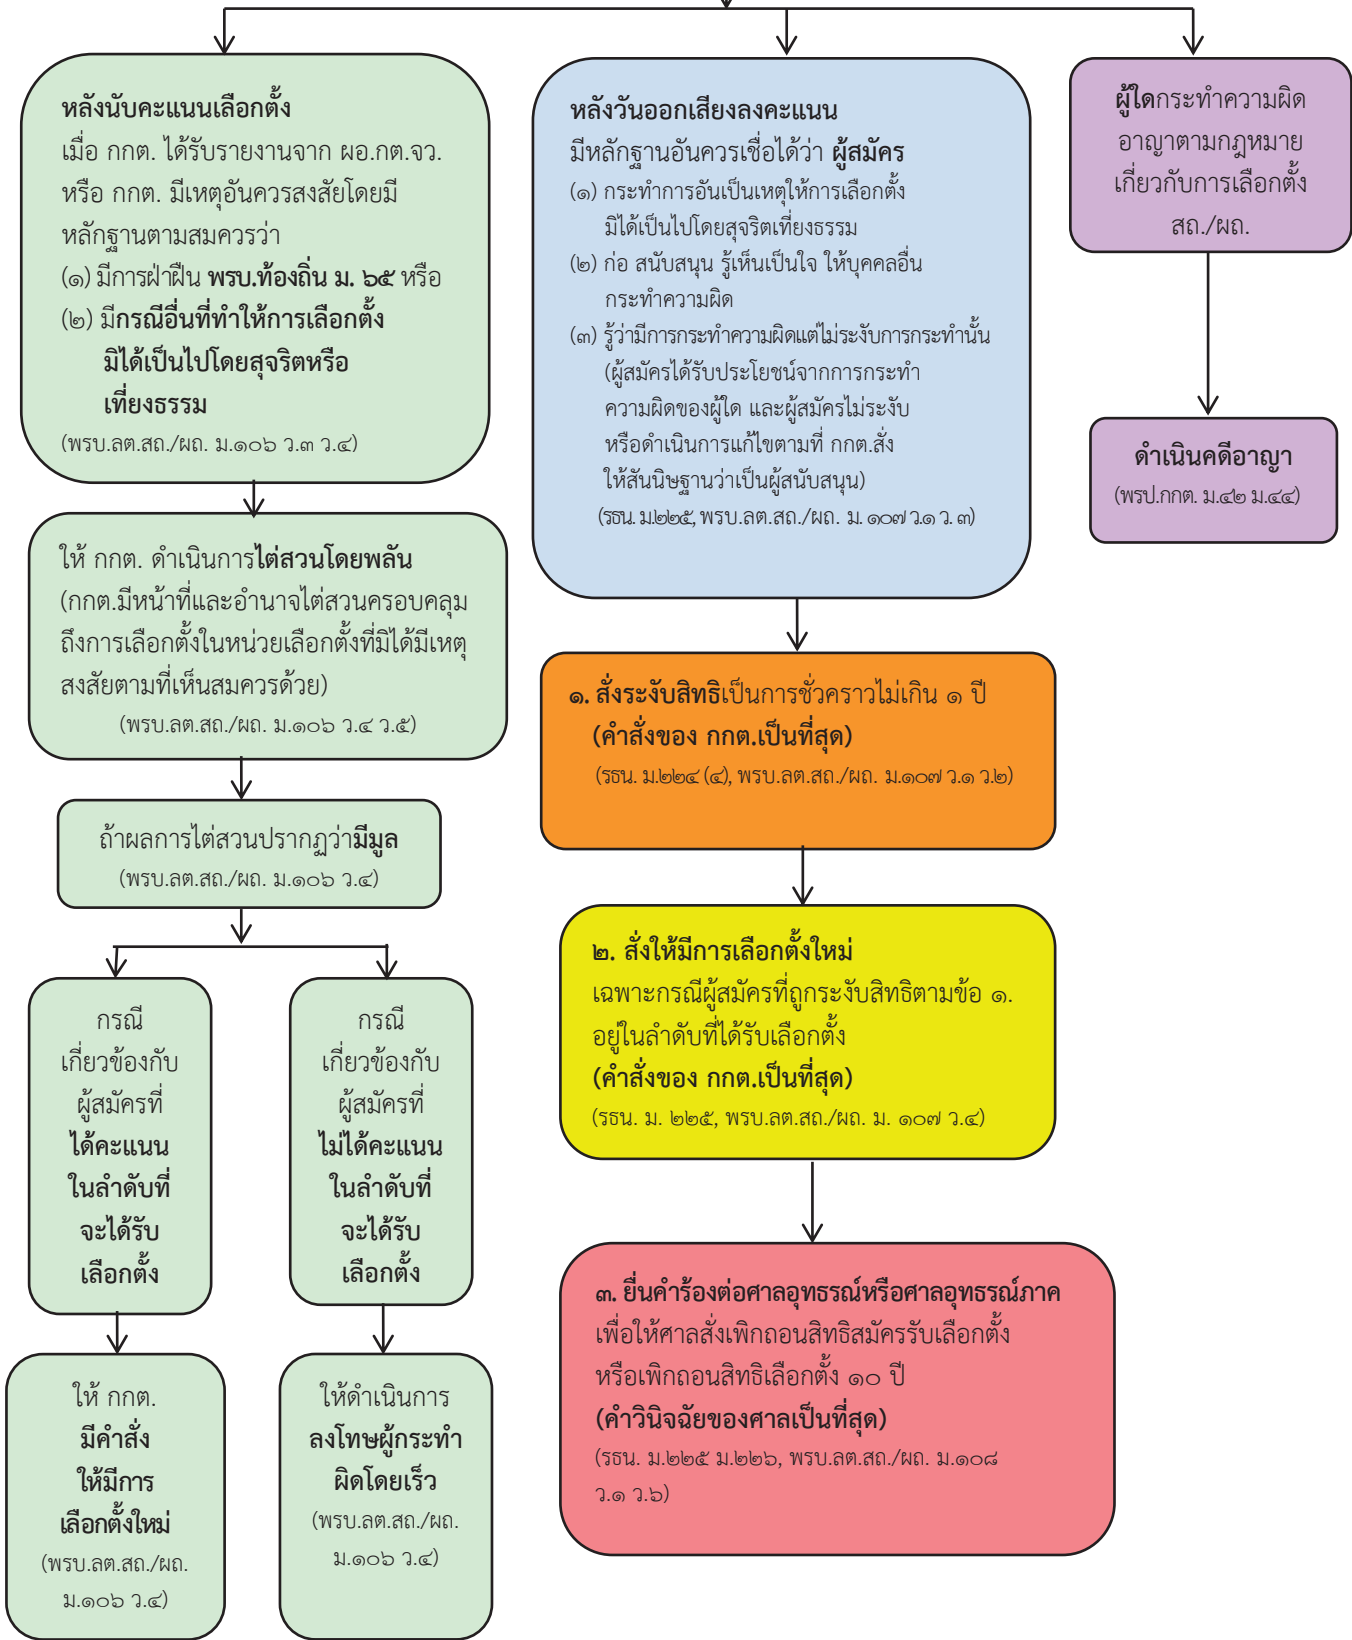 หลังนับคะแนนเลือกตั้ง
เมื่อ กกต. ได้รับรายงานจาก ผอ.กต.จว.
หรือ กกต. มีเหตุอันควรสงสัยโดยมี
หลักฐานตามสมควรว่า
(๑) มีการฝ่าฝืน พรบ.ท้องถิ่น ม. ๖๕ หรือ
(๒) มีกรณีอื่นที่ทำให้การเลือกตั้ง
มิได้เป็นไปโดยสุจริตหรือ
เที่ยงธรรม
(พรบ.ลต.สถ./ผถ. ม.๑๐๖ ว.๓ ว.๔)
ให้ กกต. ดำเนินการไต่สวนโดยพลัน
(กกต.มีหน้าที่และอำนาจไต่สวนครอบคลุม
ถึงการเลือกตั้งในหน่วยเลือกตั้งที่มิได้มีเหตุ
สงสัยตามที่เห็นสมควรด้วย)
(พรบ.ลต.สถ./ผถ. ม.๑๐๖ ว.๔ ว.๕)
ถ้าผลการไต่สวนปรากฏว่ามีมูล
(พรบ.ลต.สถ./ผถ. ม.๑๐๖ ว.๔)
กรณี
เกี่ยวข้องกับ
ผู้สมัครที่
ได้คะแนน
ในลำดับที่
จะได้รับ
เลือกตั้ง
ให้ กกต.
มีคำสั่ง
ให้มีการ
เลือกตั้งใหม่
(พรบ.ลต.สถ./ผถ.
ม.๑๐๖ ว.๔)
กรณี
เกี่ยวข้องกับ
ผู้สมัครที่
ไม่ได้คะแนน
ในลำดับที่
จะได้รับ
เลือกตั้ง
ให้ดำเนินการ
ลงโทษผู้กระทำ
ผิดโดยเร็ว
(พรบ.ลต.สถ./ผถ.
ม.๑๐๖ ว.๔)
หลังวันออกเสียงลงคะแนน
มีหลักฐานอันควรเชื่อได้ว่า ผู้สมัคร
(๑) กระทำการอันเป็นเหตุให้การเลือกตั้ง
มิได้เป็นไปโดยสุจริตเที่ยงธรรม
(๒) ก่อ สนับสนุน รู้เห็นเป็นใจ ให้บุคคลอื่น
กระทำความผิด
(๓) รู้ว่ามีการกระทำความผิดแต่ไม่ระงับการกระทำนั้น
(ผู้สมัครได้รับประโยชน์จากการกระทำ
ความผิดของผู้ใด และผู้สมัครไม่ระงับ
หรือดำเนินการแก้ไขตามที่ กกต.สั่ง
ให้สันนิษฐานว่าเป็นผู้สนับสนุน)
(รธน. ม.๒๒๕, พรบ.ลต.สถ./ผถ. ม. ๑๐๗ ว.๑ ว. ๓)
๑. สั่งระงับสิทธิเป็นการชั่วคราวไม่เกิน ๑ ปี
(คำสั่งของ กกต.เป็นที่สุด)
(รธน. ม.๒๒๔ (๔), พรบ.ลต.สถ./ผถ. ม.๑๐๗ ว.๑ ว.๒)
๒. สั่งให้มีการเลือกตั้งใหม่
เฉพาะกรณีผู้สมัครที่ถูกระงับสิทธิตามข้อ ๑.
อยู่ในลำดับที่ได้รับเลือกตั้ง
(คำสั่งของ กกต.เป็นที่สุด)
(รธน. ม. ๒๒๕, พรบ.ลต.สถ./ผถ. ม. ๑๐๗ ว.๔)
๓. ยื่นคำร้องต่อศาลอุทธรณ์หรือศาลอุทธรณ์ภาค
เพื่อให้ศาลสั่งเพิกถอนสิทธิสมัครรับเลือกตั้ง
หรือเพิกถอนสิทธิเลือกตั้ง ๑๐ ปี
(คำวินิจฉัยของศาลเป็นที่สุด)
(รธน. ม.๒๒๕ ม.๒๒๖, พรบ.ลต.สถ./ผถ. ม.๑๐๘
ว.๑ ว.๖)
ผู้ใดกระทำความผิด
อาญาตามกฎหมาย
เกี่ยวกับการเลือกตั้ง
สถ./ผถ.
ดำเนินคดีอาญา
(พรป.กกต. ม.๔๒ ม.๔๔)